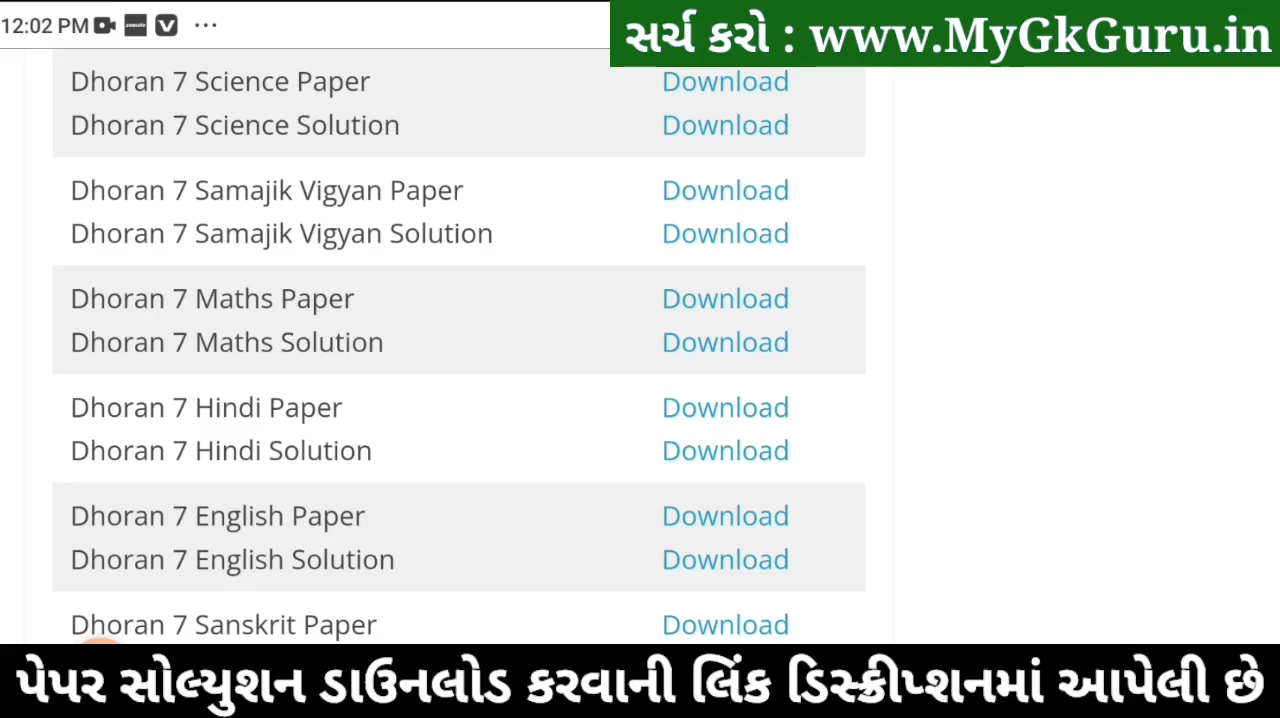 12:02 PM
સર્ચ કરો : www.MyGkGuru.in
Dhoran 7 Science Paper Download
Dhoran 7 Science Solution Download
Dhoran 7 Samajik Vigyan Paper Download
Dhoran 7 Samajik Vigyan Solution Download
Dhoran 7 Maths Paper Download
Dhoran 7 Maths Solution Download
Dhoran 7 Hindi Paper Download
Dhoran 7 Hindi Solution Download
Dhoran 7 English Paper Download
Dhoran 7 English Solution Download
Dhoran 7 Sanskrit Paper Download
પેપર સોલ્યુશન ડાઉનલોડ કરવાની લિંક ડિસ્ક્રીપ્શનમાં આપેલી છે